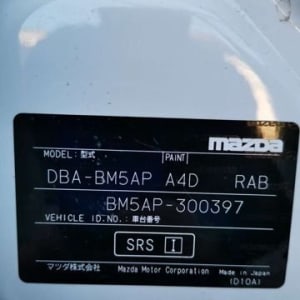 mazda
MODEL:型式 PAINT
DBA-BM5AP A4D RAB
BM5AP-300397
VEHICLE ID.NO.:車台番号
SRS I
マツダ株式会社 Mazda Motor Corporation Made in Japan
(D10A)